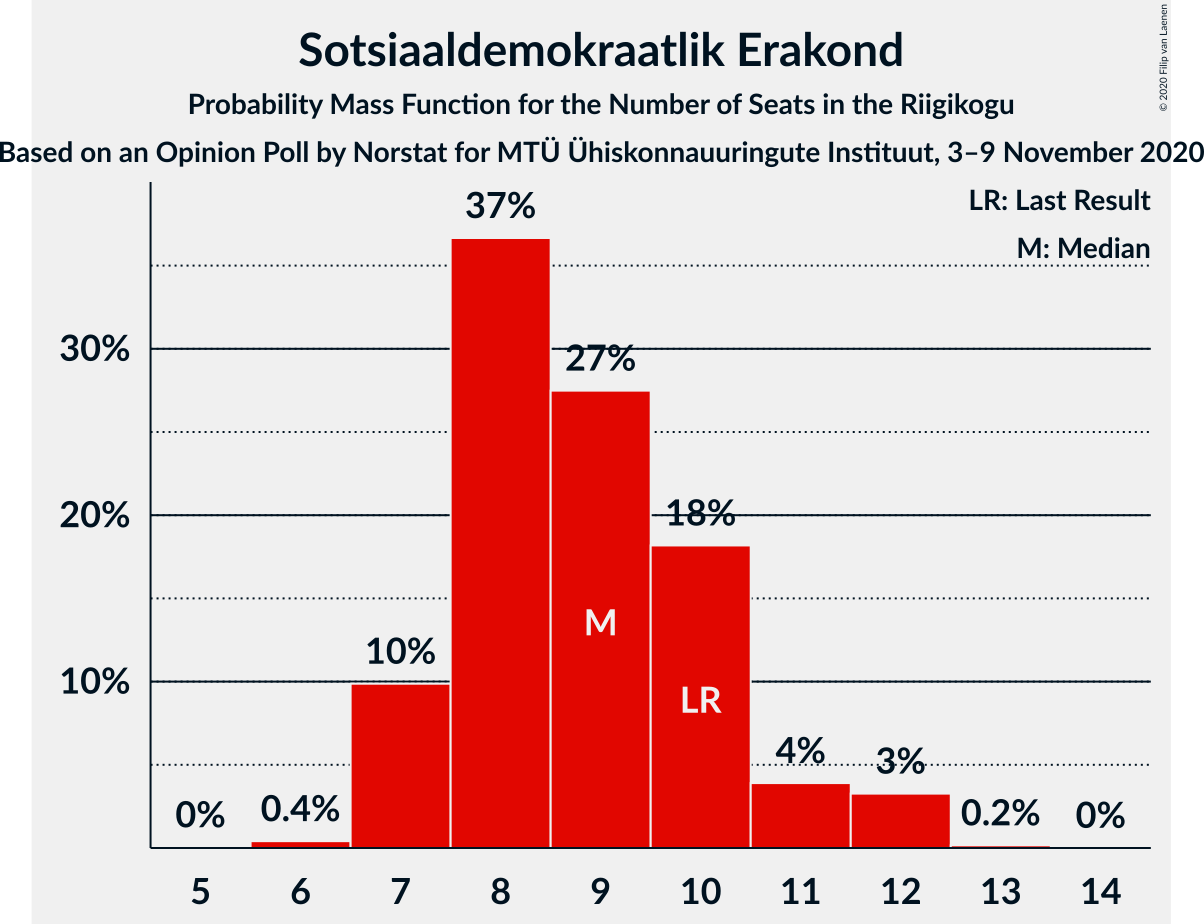 Sotsiaaldemokraatlik Erakond
Probability Mass Function for the Number of Seats in the Riigikogu
Based on an Opinion Poll by Norstat for MTÜ Ühiskonnauuringute Instituut, 3–9 November 2020
© 2020 Filip van Laenen
LR: Last Result
M: Median
37%
30%
27%
20%
18%
M
10%
10%
LR
4%
3%
0%
0.4%
0.2%
0%
5 6 7 8 9 10 11 12 13 14